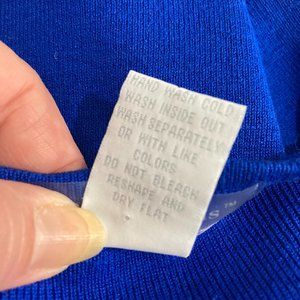 HAND WASH COLD
WASH INSIDE OUT
WASH SEPARATELY
OR WITH LIKE
COLORS
DO NOT BLEACH
RESHAPE AND
DRY FLAT
S™